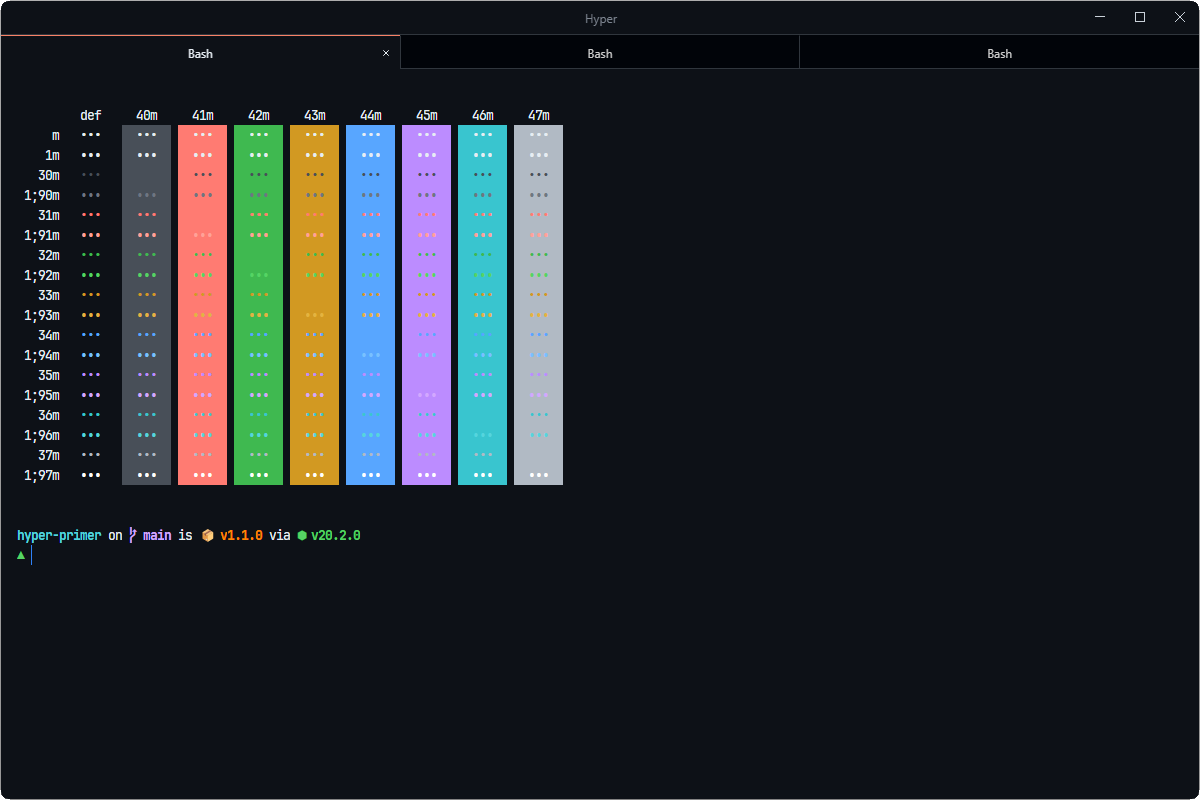 Hyper
Bash × Bash Bash
def 40m 41m 42m 43m 44m 45m 46m 47m
m ••• ••• ••• ••• ••• ••• ••• ••• •••
1m ••• ••• ••• ••• ••• ••• ••• ••• •••
30m ••• ••• ••• ••• ••• ••• ••• •••
1;90m ••• ••• ••• ••• ••• ••• ••• ••• •••
31m ••• ••• ••• ••• ••• ••• ••• •••
1;91m ••• ••• ••• ••• ••• ••• ••• ••• •••
32m ••• ••• ••• ••• ••• ••• ••• •••
1;92m ••• ••• ••• ••• ••• ••• ••• ••• •••
33m ••• ••• ••• ••• ••• ••• ••• •••
1;93m ••• ••• ••• ••• ••• ••• ••• ••• •••
34m ••• ••• ••• ••• ••• ••• ••• •••
1;94m ••• ••• ••• ••• ••• ••• ••• ••• •••
35m ••• ••• ••• ••• ••• ••• ••• •••
1;95m ••• ••• ••• ••• ••• ••• ••• ••• •••
36m ••• ••• ••• ••• ••• ••• ••• •••
1;96m ••• ••• ••• ••• ••• ••• ••• ••• •••
37m ••• ••• ••• ••• ••• ••• ••• •••
1;97m ••• ••• ••• ••• ••• ••• ••• ••• •••
hyper-primer on main is 📦 v1.1.0 via ⬢ v20.2.0
▲